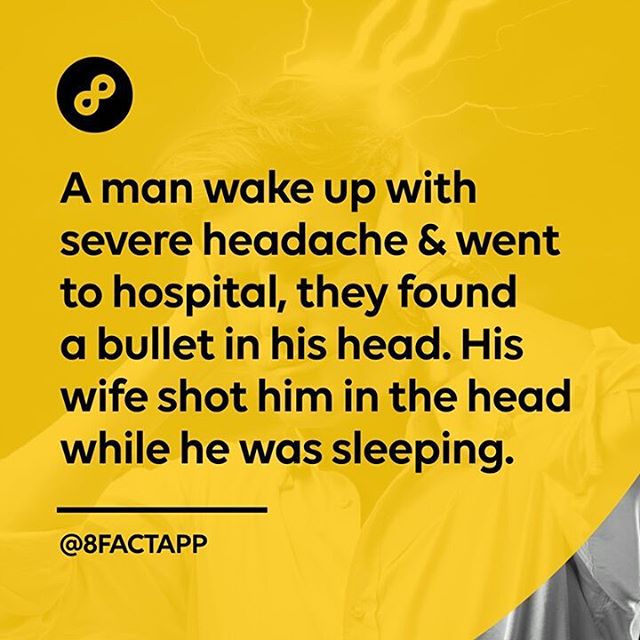 A man wake up with
severe headache & went
to hospital, they found
a bullet in his head. His
wife shot him in the head
while he was sleeping.
@8FACTAPP